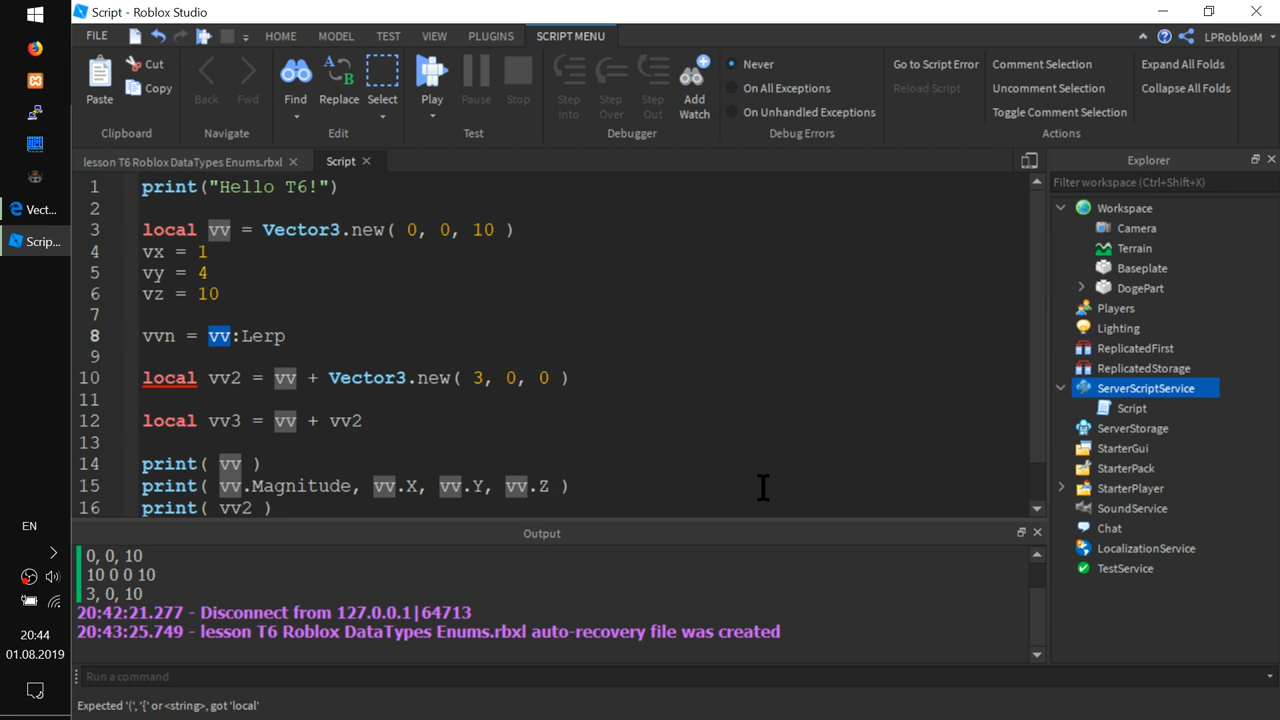 Script - Roblox Studio
FILE
HOME
MODEL
TEST
VIEW
PLUGINS
SCRIPT MENU
LPRobloxM
Paste
Cut
Copy
Clipboard
Back
Fwd
Navigate
Find
Replace
Select
Edit
Play
Pause
Stop
Test
Step Into
Step Over
Step Out
Add Watch
Debugger
Never
On All Exceptions
On Unhandled Exceptions
Debug Errors
Go to Script Error
Reload Script
Comment Selection
Uncomment Selection
Toggle Comment Selection
Expand All Folds
Collapse All Folds
Actions
lesson T6 Roblox DataTypes Enums.rbxl
Script
1 print("Hello T6!")
2
3 local vv = Vector3.new( 0, 0, 10 )
4 vx = 1
5 vy = 4
6 vz = 10
7
8 vvn = vv:Lerp
9
10 local vv2 = vv + Vector3.new( 3, 0, 0 )
11
12 local vv3 = vv + vv2
13
14 print( vv )
15 print( vv.Magnitude, vv.X, vv.Y, vv.Z )
16 print( vv2 )
Output
0, 0, 10
10 0 0 10
3, 0, 10
20:42:21.277 - Disconnect from 127.0.0.1|64713
20:43:25.749 - lesson T6 Roblox DataTypes Enums.rbxl auto-recovery file was created
Run a command
Expected '(', '{' or <string>, got 'local'
Explorer
Filter workspace (Ctrl+Shift+X)
Workspace
Camera
Terrain
Baseplate
DogePart
Players
Lighting
ReplicatedFirst
ReplicatedStorage
ServerScriptService
Script
ServerStorage
StarterGui
StarterPack
StarterPlayer
SoundService
Chat
LocalizationService
TestService
Vect...
Scrip...
EN
20:44
01.08.2019